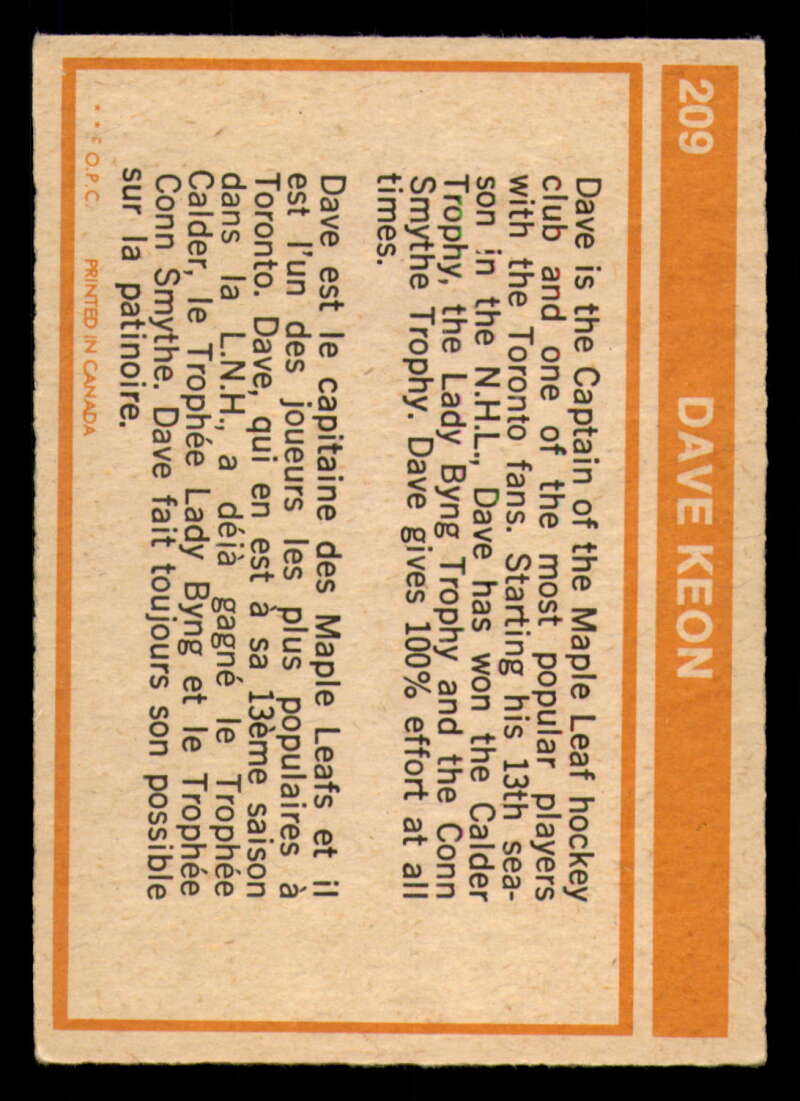 209 DAVE KEON
Dave is the Captain of the Maple Leaf hockey
club and one of the most popular players
with the Toronto fans. Starting his 13th sea-
son in the N.H.L., Dave has won the Calder
Trophy, the Lady Byng Trophy and the Conn
Smythe Trophy. Dave gives 100% effort at all
times.
Dave est le capitaine des Maple Leafs et il
est l'un des joueurs les plus populaires à
Toronto. Dave, qui en est à sa 13ème saison
dans la L.N.H., a déjà gagné le Trophée
Calder, le Trophée Lady Byng et le Trophée
Conn Smythe. Dave fait toujours son possible
sur la patinoire.
* * © O.P.C. PRINTED IN CANADA